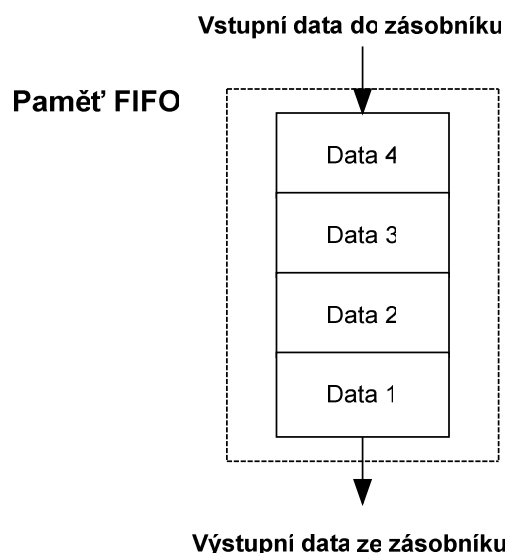 Vstupní data do zásobníku
Paměť FIFO
Data 4
Data 3
Data 2
Data 1
Výstupní data ze zásobníku